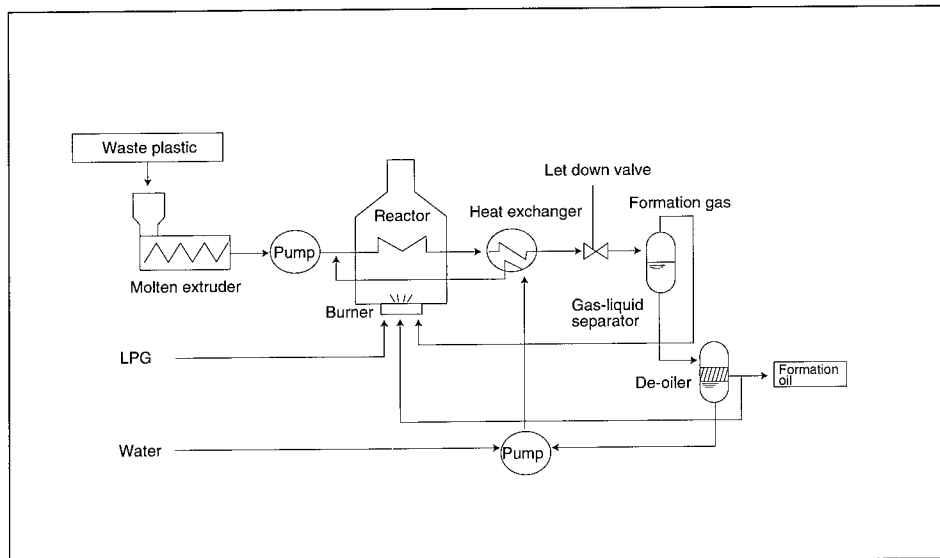 Waste plastic
Let down valve
Formation gas
Reactor
Heat exchanger
Pump
Molten extruder
Gas-liquid
separator
Burner
LPG
De-oiler
Formation
oil
Water
Pump